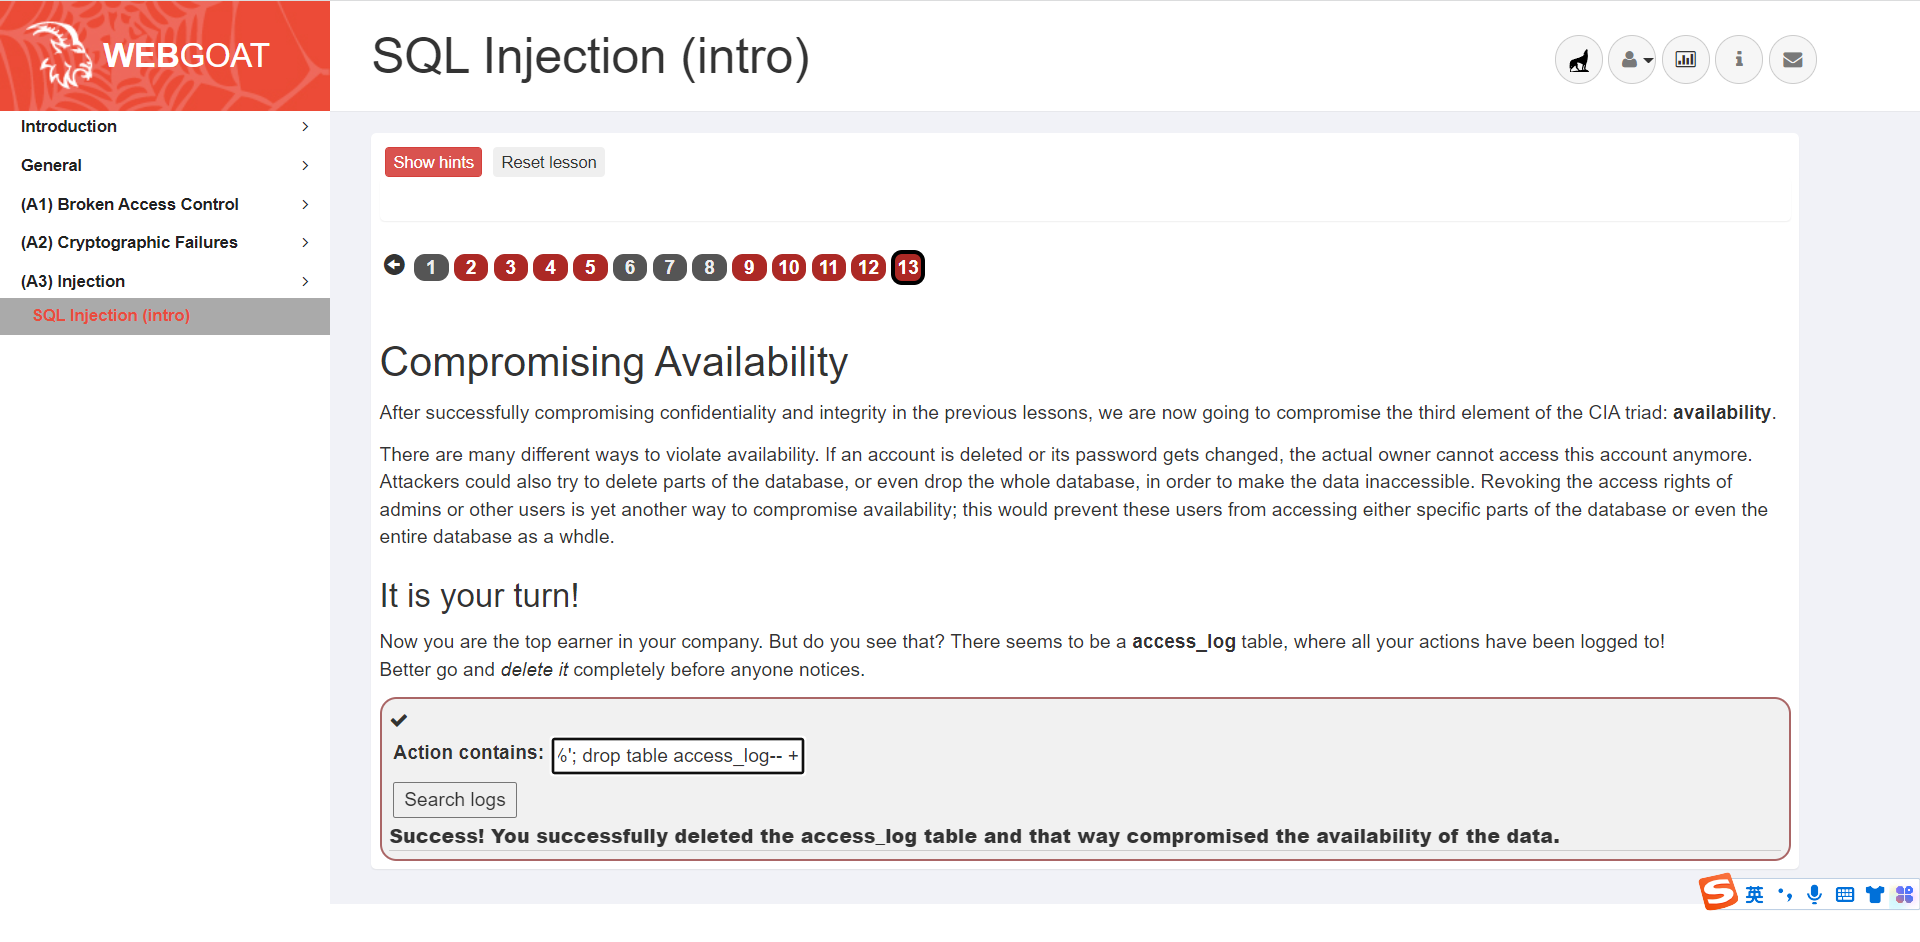 WEBGOAT
SQL Injection (intro)
Introduction
General
(A1) Broken Access Control
(A2) Cryptographic Failures
(A3) Injection
SQL Injection (intro)
Show hints
Reset lesson
1 2 3 4 5 6 7 8 9 10 11 12 13
Compromising Availability
After successfully compromising confidentiality and integrity in the previous lessons, we are now going to compromise the third element of the CIA triad: availability.
There are many different ways to violate availability. If an account is deleted or its password gets changed, the actual owner cannot access this account anymore.
Attackers could also try to delete parts of the database, or even drop the whole database, in order to make the data inaccessible. Revoking the access rights of
admins or other users is yet another way to compromise availability; this would prevent these users from accessing either specific parts of the database or even the
entire database as a whdle.
It is your turn!
Now you are the top earner in your company. But do you see that? There seems to be a access_log table, where all your actions have been logged to!
Better go and delete it completely before anyone notices.
Action contains: %'; drop table access_log-- +
Search logs
Success! You successfully deleted the access_log table and that way compromised the availability of the data.
英